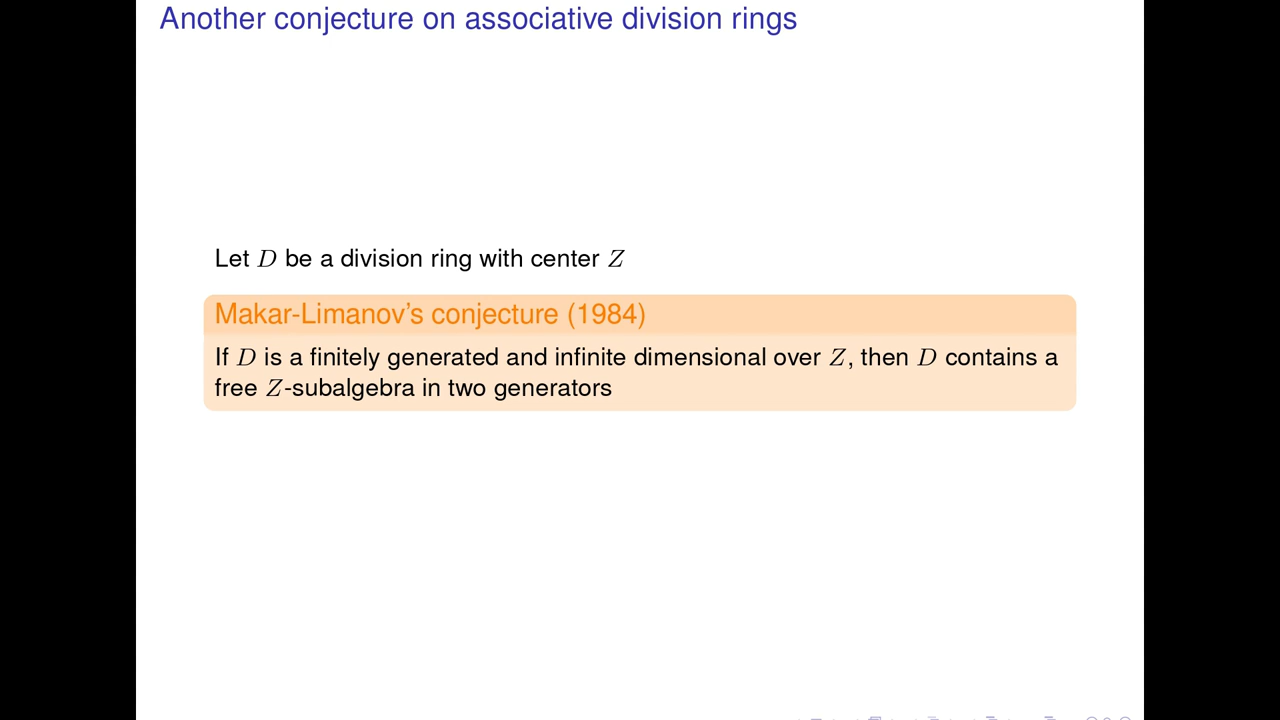 Another conjecture on associative division rings
Let D be a division ring with center Z
Makar-Limanov's conjecture (1984)
If D is a finitely generated and infinite dimensional over Z, then D contains a
free Z-subalgebra in two generators